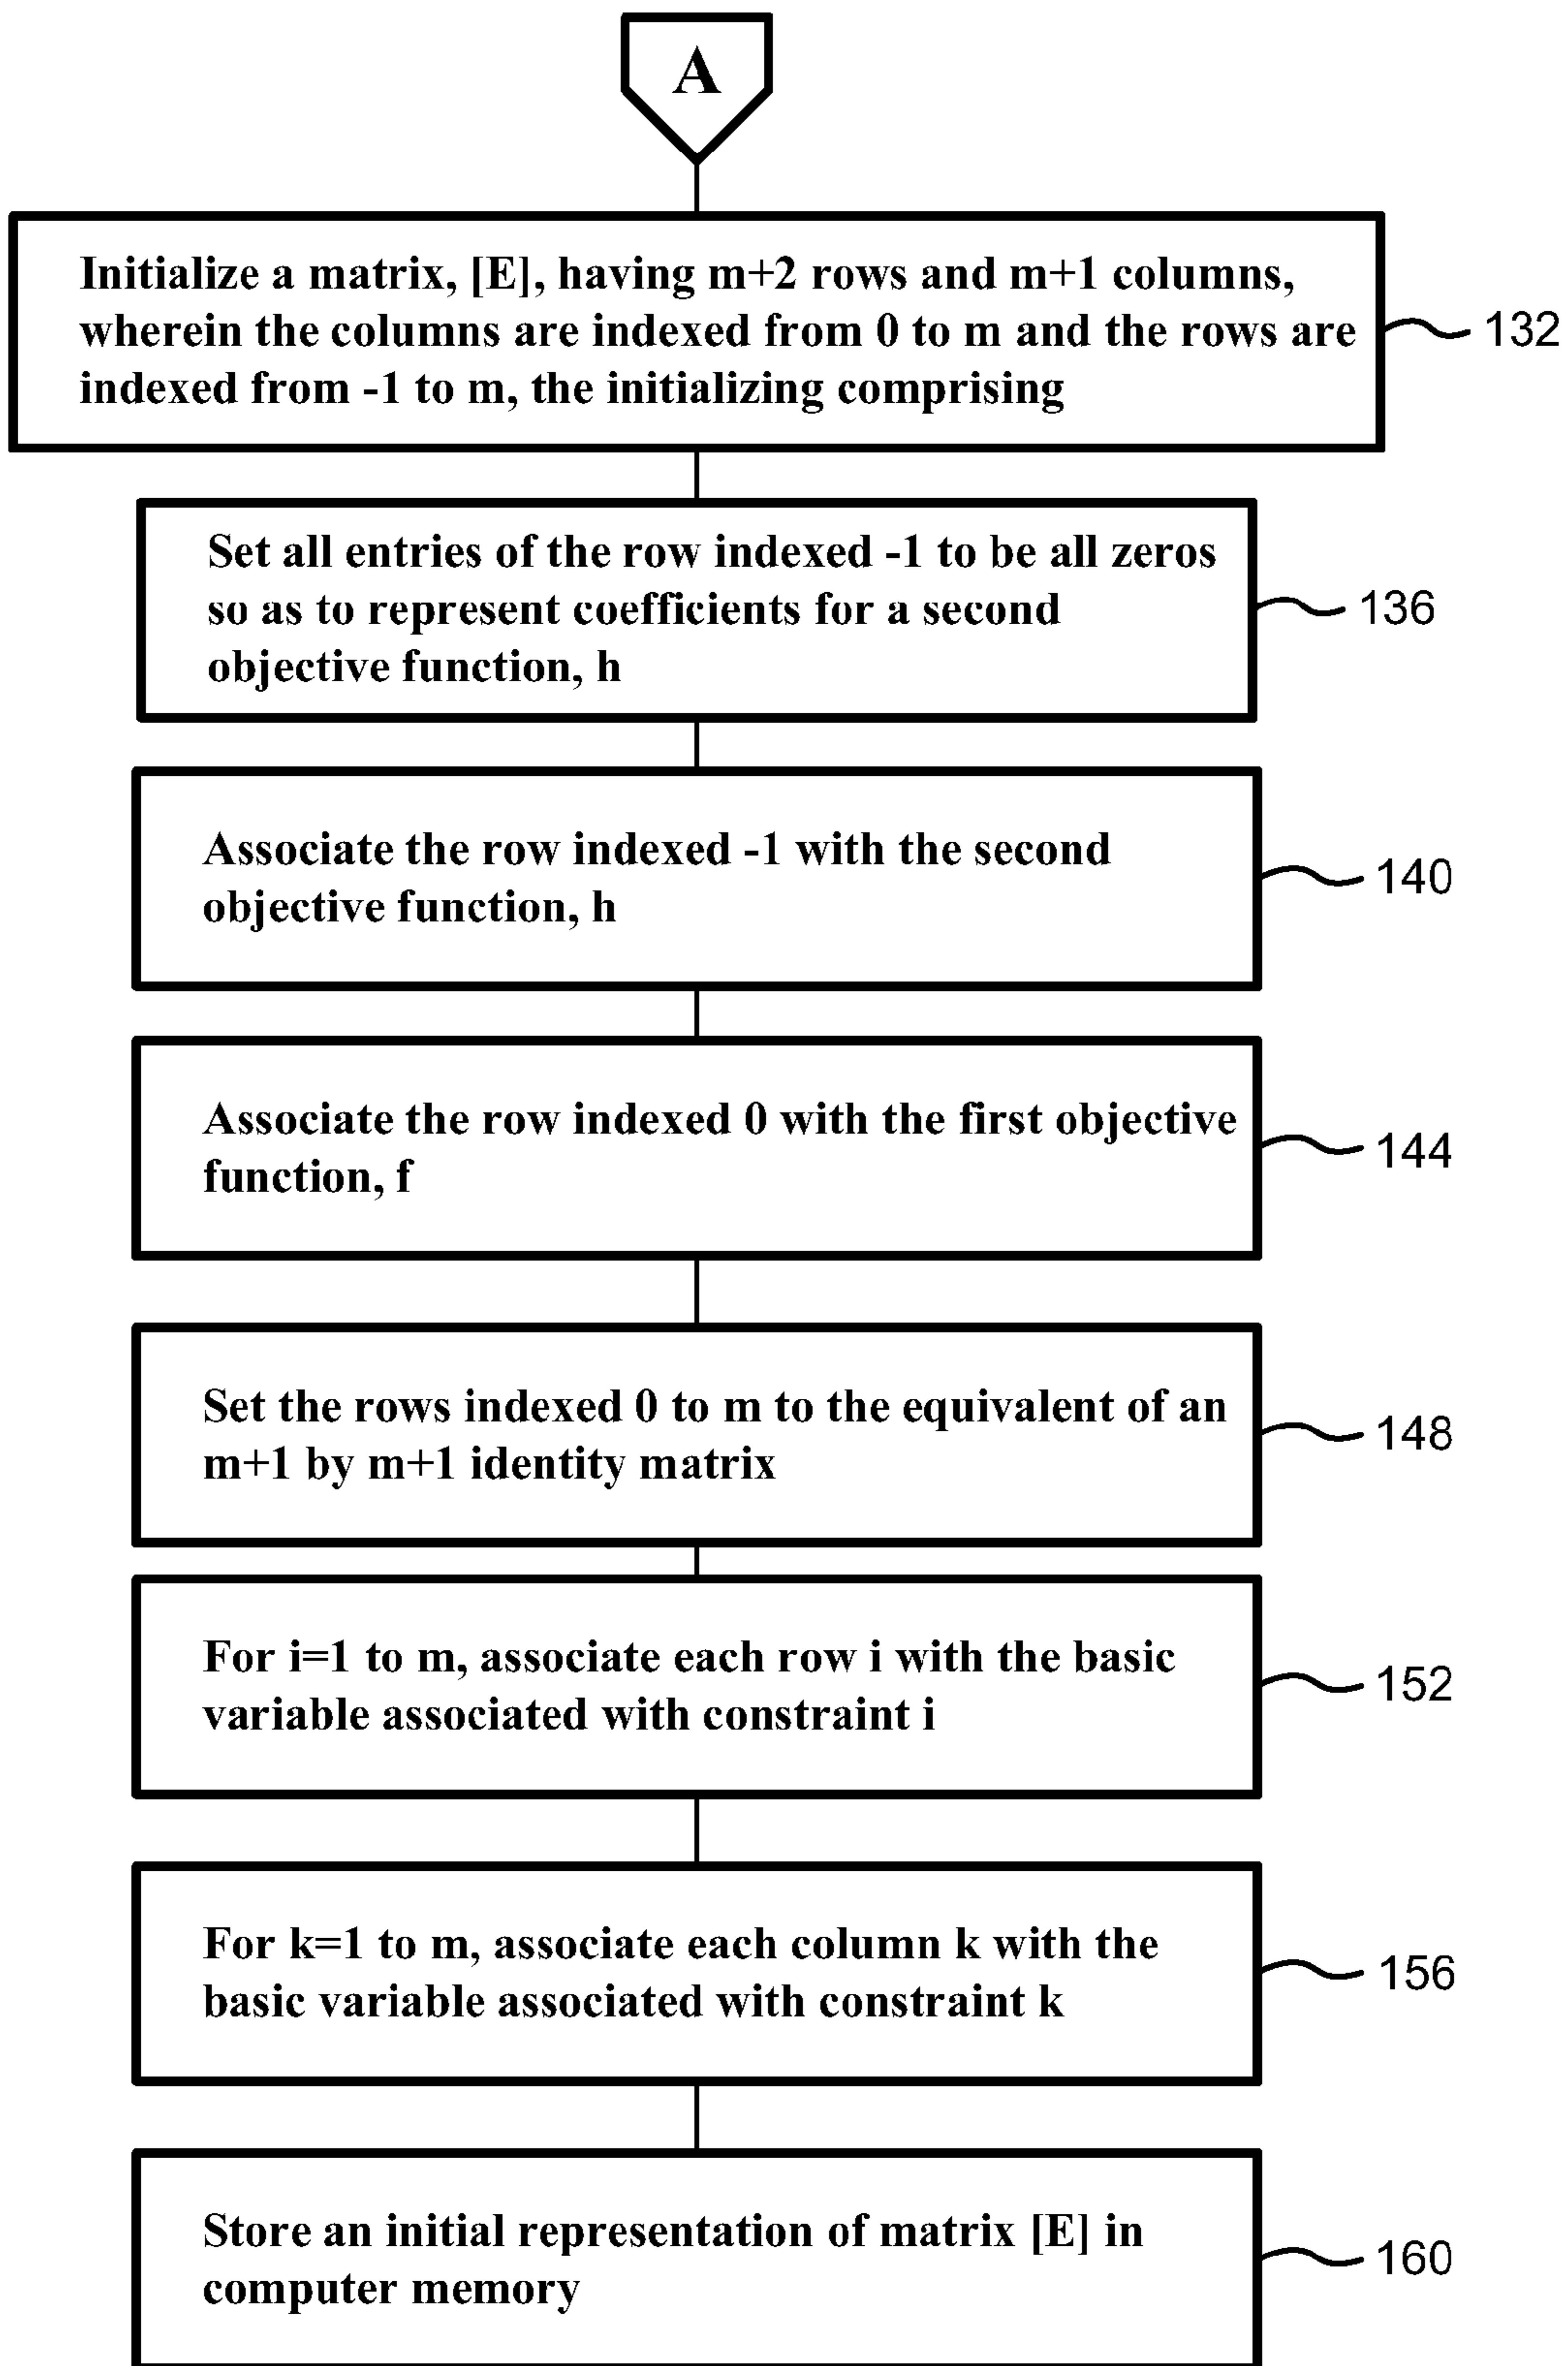 A
Initialize a matrix, [E], having m+2 rows and m+1 columns,
wherein the columns are indexed from 0 to m and the rows are
indexed from -1 to m, the initializing comprising
132
Set all entries of the row indexed -1 to be all zeros
so as to represent coefficients for a second
objective function, h
136
Associate the row indexed -1 with the second
objective function, h
140
Associate the row indexed 0 with the first objective
function, f
144
Set the rows indexed 0 to m to the equivalent of an
m+1 by m+1 identity matrix
148
For i=1 to m, associate each row i with the basic
variable associated with constraint i
152
For k=1 to m, associate each column k with the
basic variable associated with constraint k
156
Store an initial representation of matrix [E] in
computer memory
160